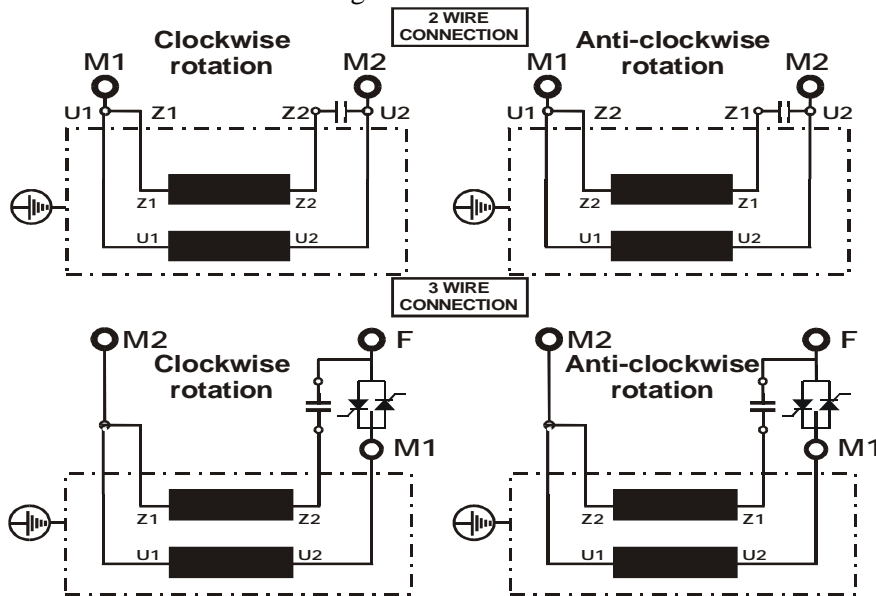 2 WIRE
CONNECTION
Clockwise
rotation
Anti-clockwise
rotation
M1
M2
M1
M2
U1
Z1
Z2
U2
U1
Z2
Z1
U2
Z1
Z2
Z2
Z1
U1
U2
U1
U2
3 WIRE
CONNECTION
M2
F
M2
F
Clockwise
rotation
Anti-clockwise
rotation
M1
M1
Z1
Z2
Z2
Z1
U1
U2
U1
U2